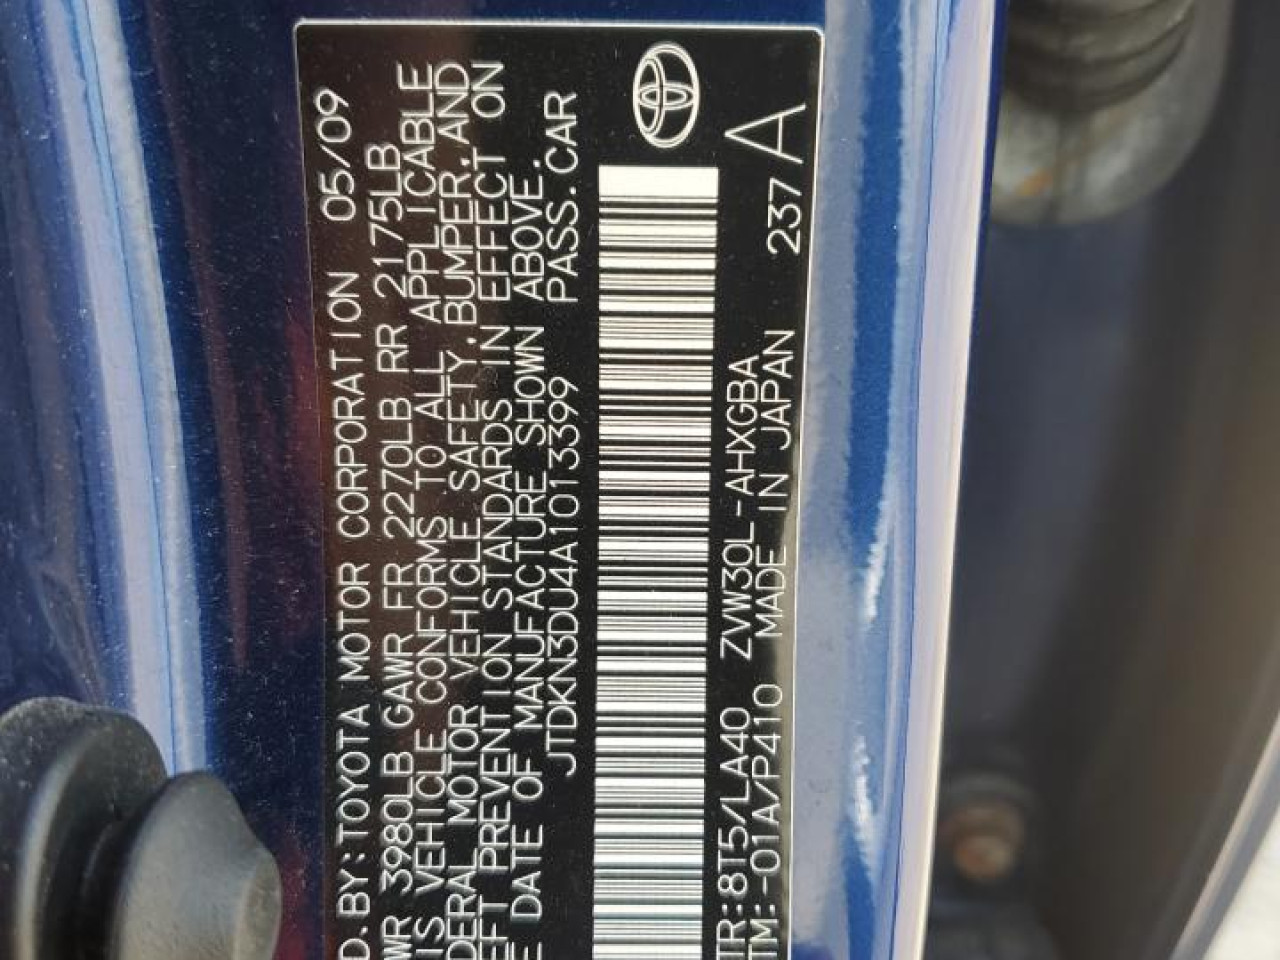 D.BY:TOYOTA MOTOR CORPORATION 05/09
WR 3980LB GAWR FR 2270LB RR 2175LB
IS VEHICLE CONFORMS TO ALL APPLICABLE
DERAL MOTOR VEHICLE SAFETY,BUMPER,AND
EFT PREVENTION STANDARDS IN EFFECT ON
E DATE OF MANUFACTURE SHOWN ABOVE.
JTDKN3DU4A1013399 PASS.CAR
TR:8T5/LA40 ZVW30L-AHXGBA 237 A
TM:-01A/P410 MADE IN JAPAN